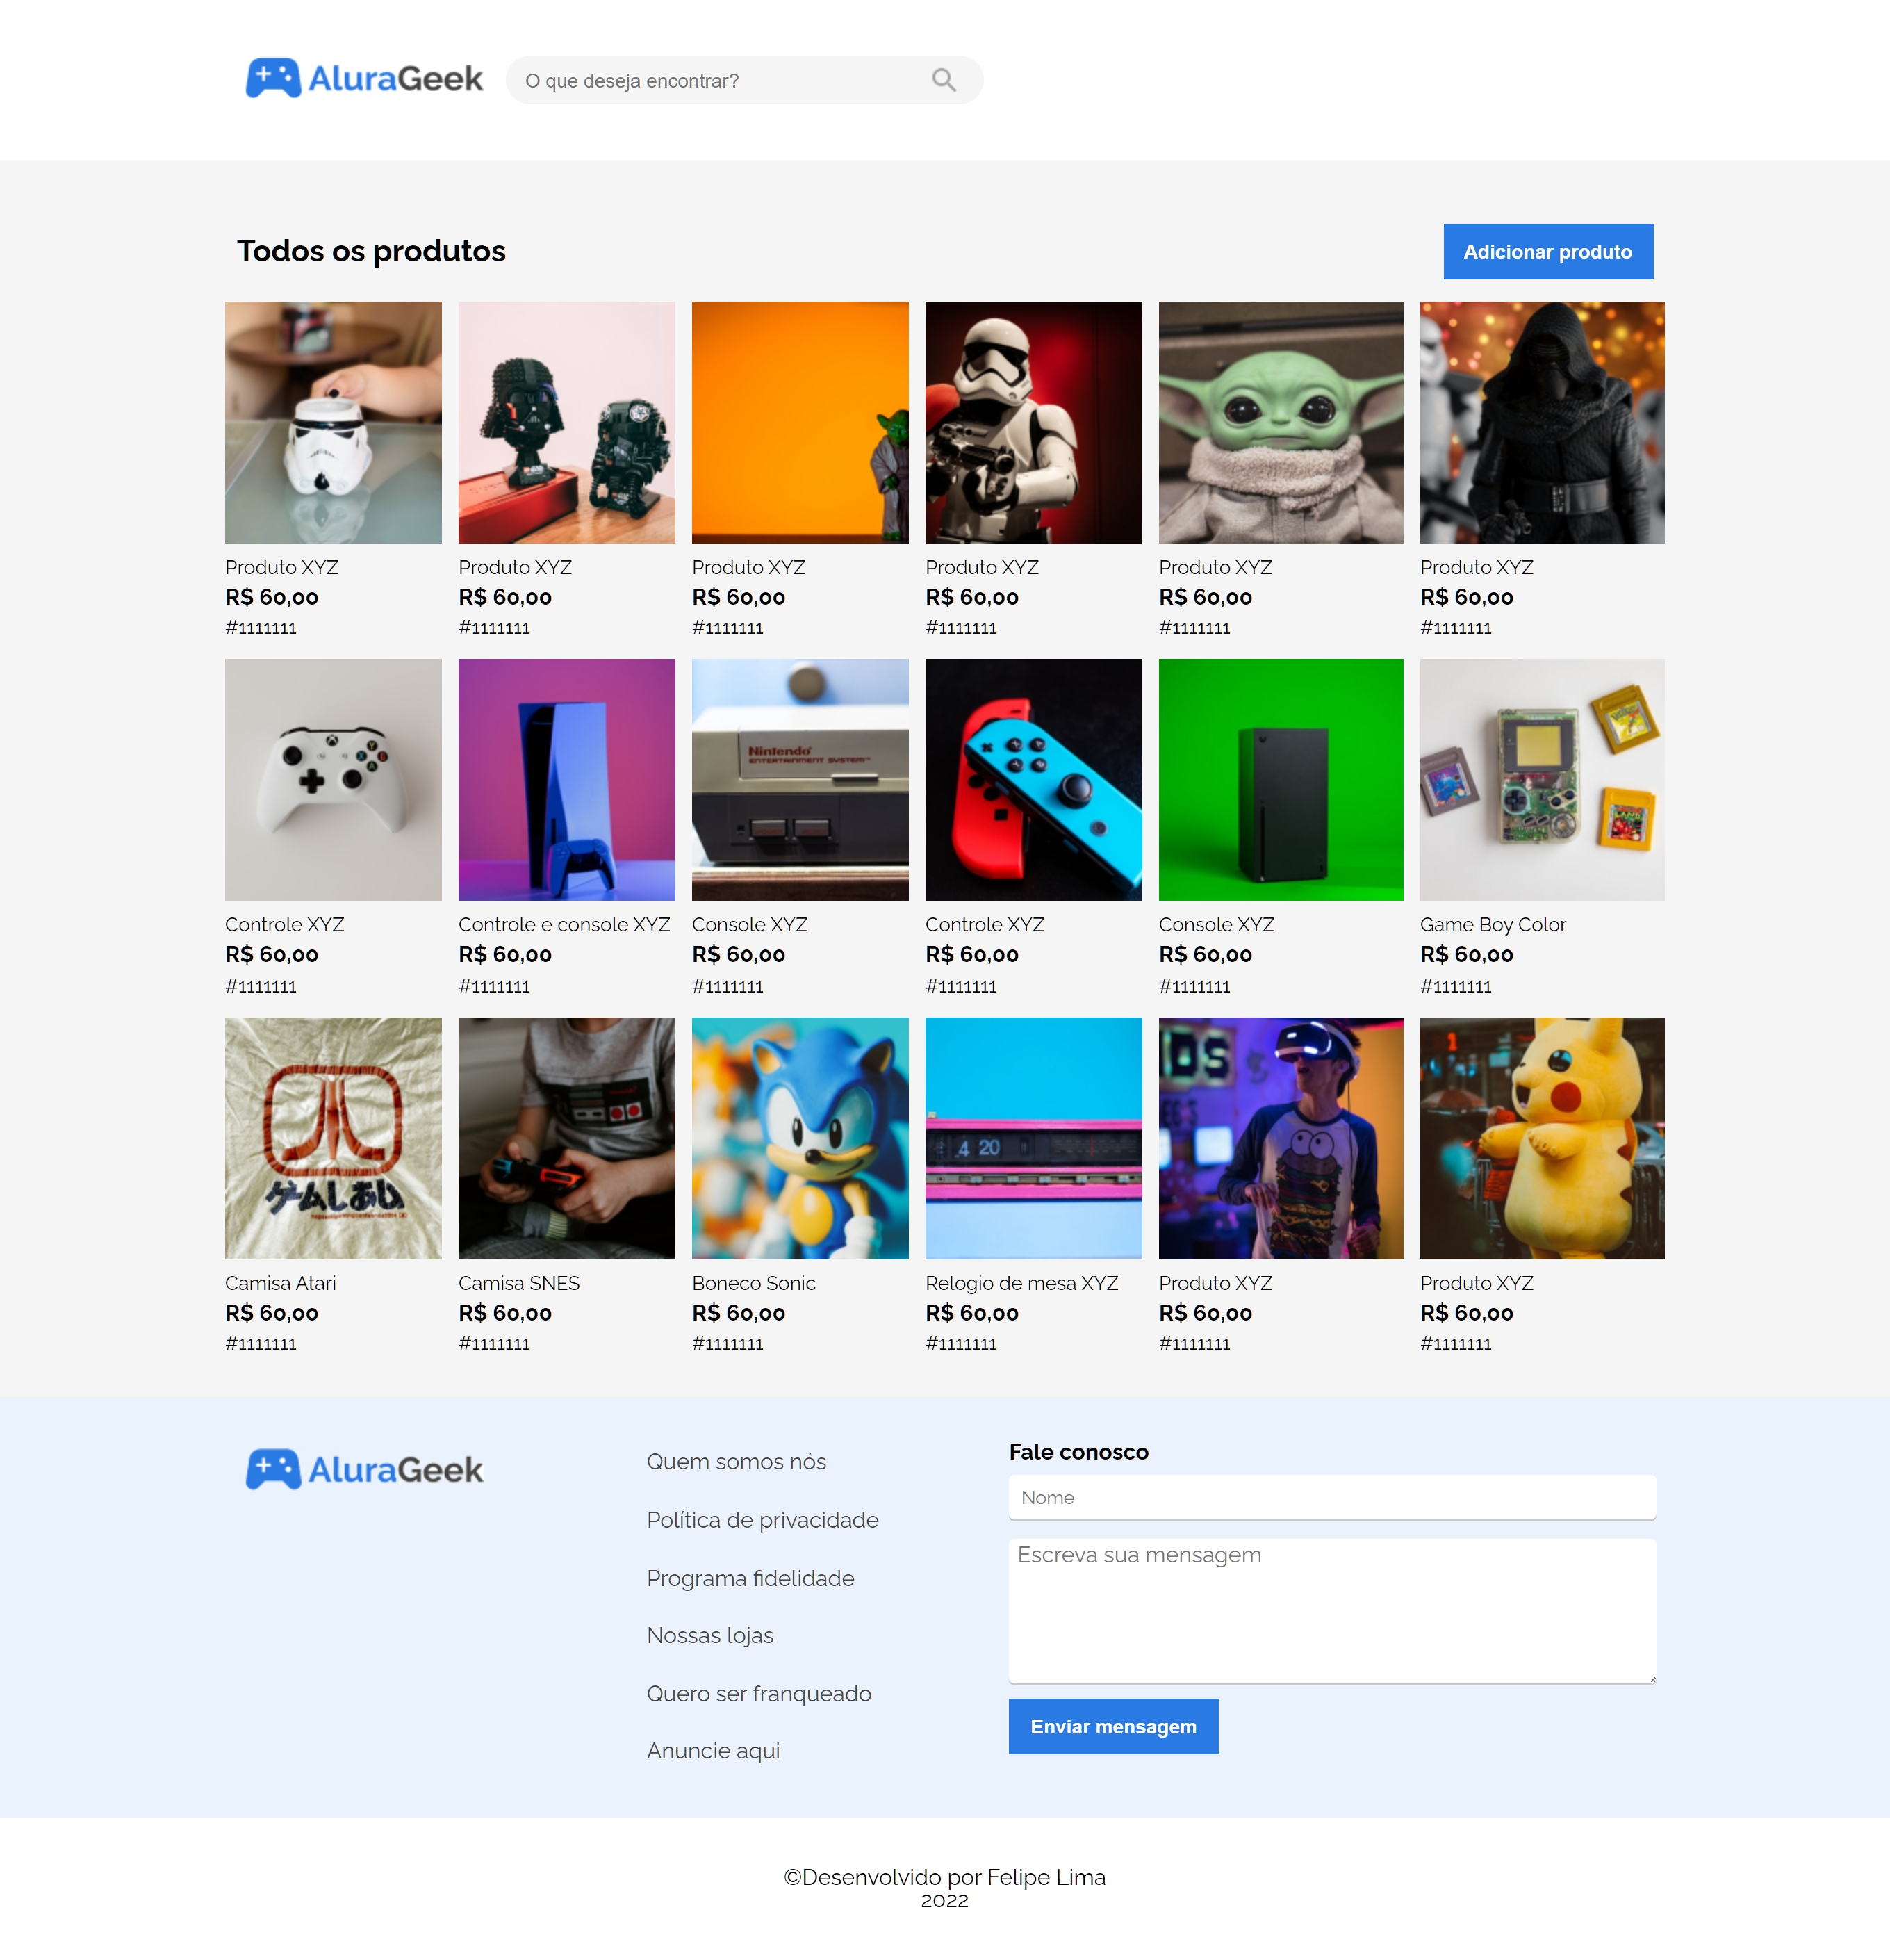 AluraGeek
O que deseja encontrar?
Todos os produtos
Adicionar produto
Produto XYZ
R$ 60,00
#1111111
Produto XYZ
R$ 60,00
#1111111
Produto XYZ
R$ 60,00
#1111111
Produto XYZ
R$ 60,00
#1111111
Produto XYZ
R$ 60,00
#1111111
Produto XYZ
R$ 60,00
#1111111
Nintendo
ENTERTAINMENT SYSTEM™
Controle XYZ
R$ 60,00
#1111111
Controle e console XYZ
R$ 60,00
#1111111
Console XYZ
R$ 60,00
#1111111
Controle XYZ
R$ 60,00
#1111111
Console XYZ
R$ 60,00
#1111111
Game Boy Color
R$ 60,00
#1111111
4 20
Camisa Atari
R$ 60,00
#1111111
Camisa SNES
R$ 60,00
#1111111
Boneco Sonic
R$ 60,00
#1111111
Relogio de mesa XYZ
R$ 60,00
#1111111
Produto XYZ
R$ 60,00
#1111111
Produto XYZ
R$ 60,00
#1111111
AluraGeek
Quem somos nós
Política de privacidade
Programa fidelidade
Nossas lojas
Quero ser franqueado
Anuncie aqui
Fale conosco
Nome
Escreva sua mensagem
Enviar mensagem
©Desenvolvido por Felipe Lima
2022